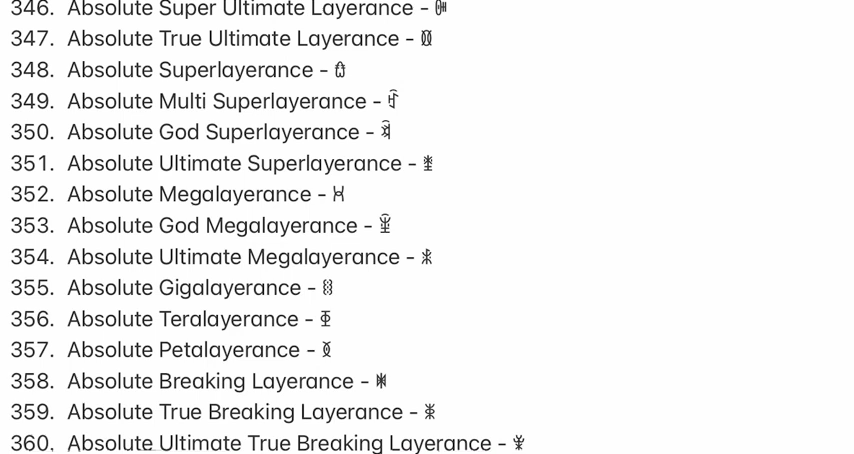 346. Absolute Super Ultimate Layerance -
347. Absolute True Ultimate Layerance -
348. Absolute Superlayerance -
349. Absolute Multi Superlayerance -
350. Absolute God Superlayerance -
351. Absolute Ultimate Superlayerance -
352. Absolute Megalayerance -
353. Absolute God Megalayerance -
354. Absolute Ultimate Megalayerance -
355. Absolute Gigalayerance -
356. Absolute Teralayerance -
357. Absolute Petalayerance -
358. Absolute Breaking Layerance -
359. Absolute True Breaking Layerance -
360. Absolute Ultimate True Breaking Layerance -